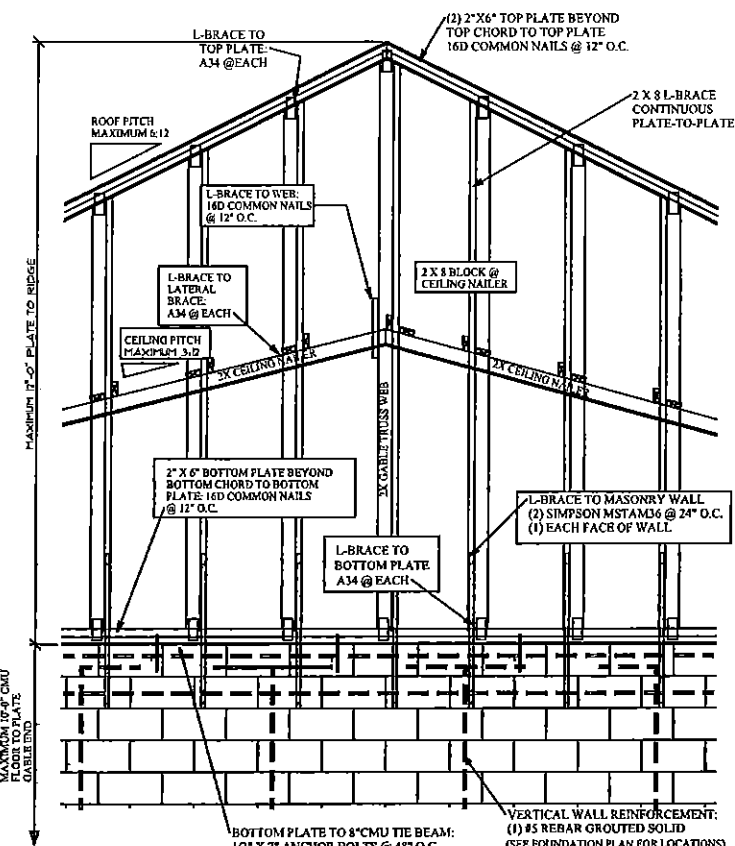 (2) 2"X6" TOP PLATE BEYOND
TOP CHORD TO TOP PLATE
16D COMMON NAILS @ 12" O.C.
L-BRACE TO
TOP PLATE:
A34 @EACH
2 X 8 L-BRACE
CONTINUOUS
PLATE-TO-PLATE
ROOF PITCH
MAXIMUM 6:12
L-BRACE TO WEB:
16D COMMON NAILS
@ 12" O.C.
L-BRACE TO
LATERAL
BRACE:
A34 @ EACH
2 X 8 BLOCK @
CEILING NAILER
CEILING PITCH
MAXIMUM 3:12
2X CEILING NAILER
2X CEILING NAILER
MAXIMUM 12'-0" PLATE TO RIDGE
2X GABLE TRUSS WEB
2" X 6" BOTTOM PLATE BEYOND
BOTTOM CHORD TO BOTTOM
PLATE: 16D COMMON NAILS
@ 12" O.C.
L-BRACE TO MASONRY WALL
(2) SIMPSON MSTAM36 @ 24" O.C.
(1) EACH FACE OF WALL
L-BRACE TO
BOTTOM PLATE
A34 @ EACH
MAXIMUM CMU
FLOOR TO PLATE
GABLE END
VERTICAL WALL REINFORCEMENT:
(1) #5 REBAR GROUTED SOLID
(SEE FOUNDATION PLAN FOR LOCATIONS)
BOTTOM PLATE TO 8"CMU TIE BEAM:
ANCHOR BOLTS @ 48" O.C.